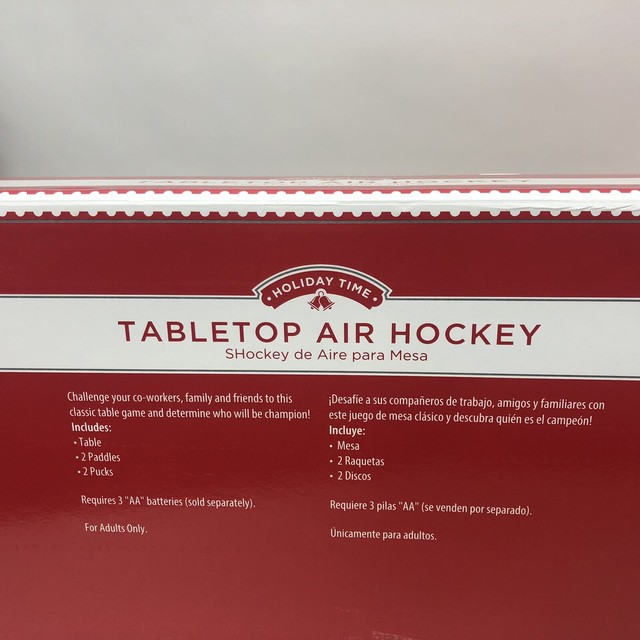 TABLETOP AIR HOCKEY
• HOLIDAY TIME •
TABLETOP AIR HOCKEY
SHockey de Aire para Mesa
Challenge your co-workers, family and friends to this
classic table game and determine who will be champion!
Includes:
• Table
• 2 Paddles
• 2 Pucks
Requires 3 "AA" batteries (sold separately).
For Adults Only.
¡Desafíe a sus compañeros de trabajo, amigos y familiares con
este juego de mesa clásico y descubra quién es el campeón!
Incluye:
• Mesa
• 2 Raquetas
• 2 Discos
Requiere 3 pilas "AA" (se venden por separado).
Únicamente para adultos.